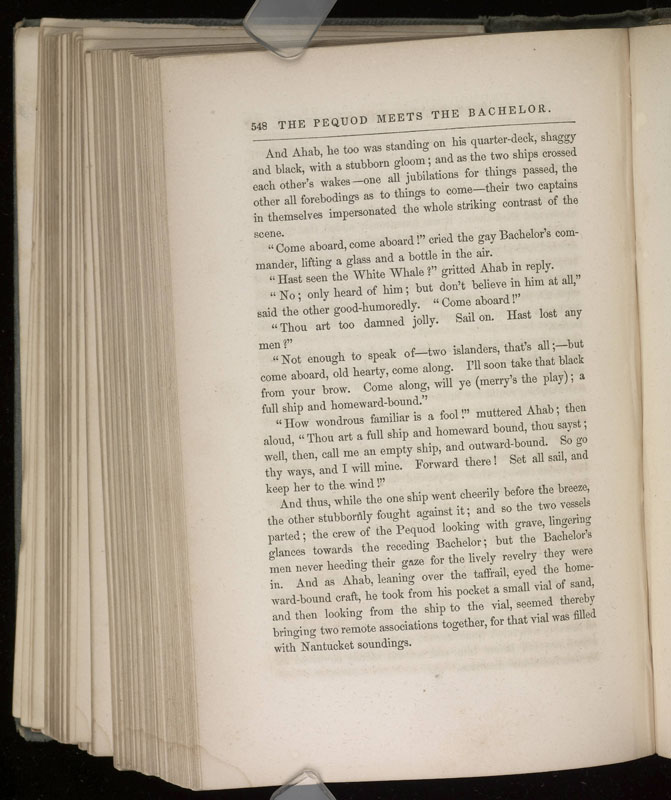 548 THE PEQUOD MEETS THE BACHELOR.
And Ahab, he too was standing on his quarter-deck, shaggy
and black, with a stubborn gloom; and as the two ships crossed
each other's wakes—one all jubilations for things passed, the
other all forebodings as to things to come—their two captains
in themselves impersonated the whole striking contrast of the
scene.
"Come aboard, come aboard!" cried the gay Bachelor's com-
mander, lifting a glass and a bottle in the air.
"Hast seen the White Whale?" gritted Ahab in reply.
"No; only heard of him; but don't believe in him at all,"
said the other good-humoredly. "Come aboard!"
"Thou art too damned jolly. Sail on. Hast lost any
men?"
"Not enough to speak of—two islanders, that's all;—but
come aboard, old hearty, come along. I'll soon take that black
from your brow. Come along, will ye (merry's the play); a
full ship and homeward-bound."
"How wondrous familiar is a fool!" muttered Ahab; then
aloud, "Thou art a full ship and homeward bound, thou sayst;
well, then, call me an empty ship, and outward-bound. So go
thy ways, and I will mine. Forward there! Set all sail, and
keep her to the wind!"
And thus, while the one ship went cheerily before the breeze,
the other stubbornly fought against it; and so the two vessels
parted; the crew of the Pequod looking with grave, lingering
glances towards the receding Bachelor; but the Bachelor's
men never heeding their gaze for the lively revelry they were
in. And as Ahab, leaning over the taffrail, eyed the home-
ward-bound craft, he took from his pocket a small vial of sand,
and then looking from the ship to the vial, seemed thereby
bringing two remote associations together, for that vial was filled
with Nantucket soundings.